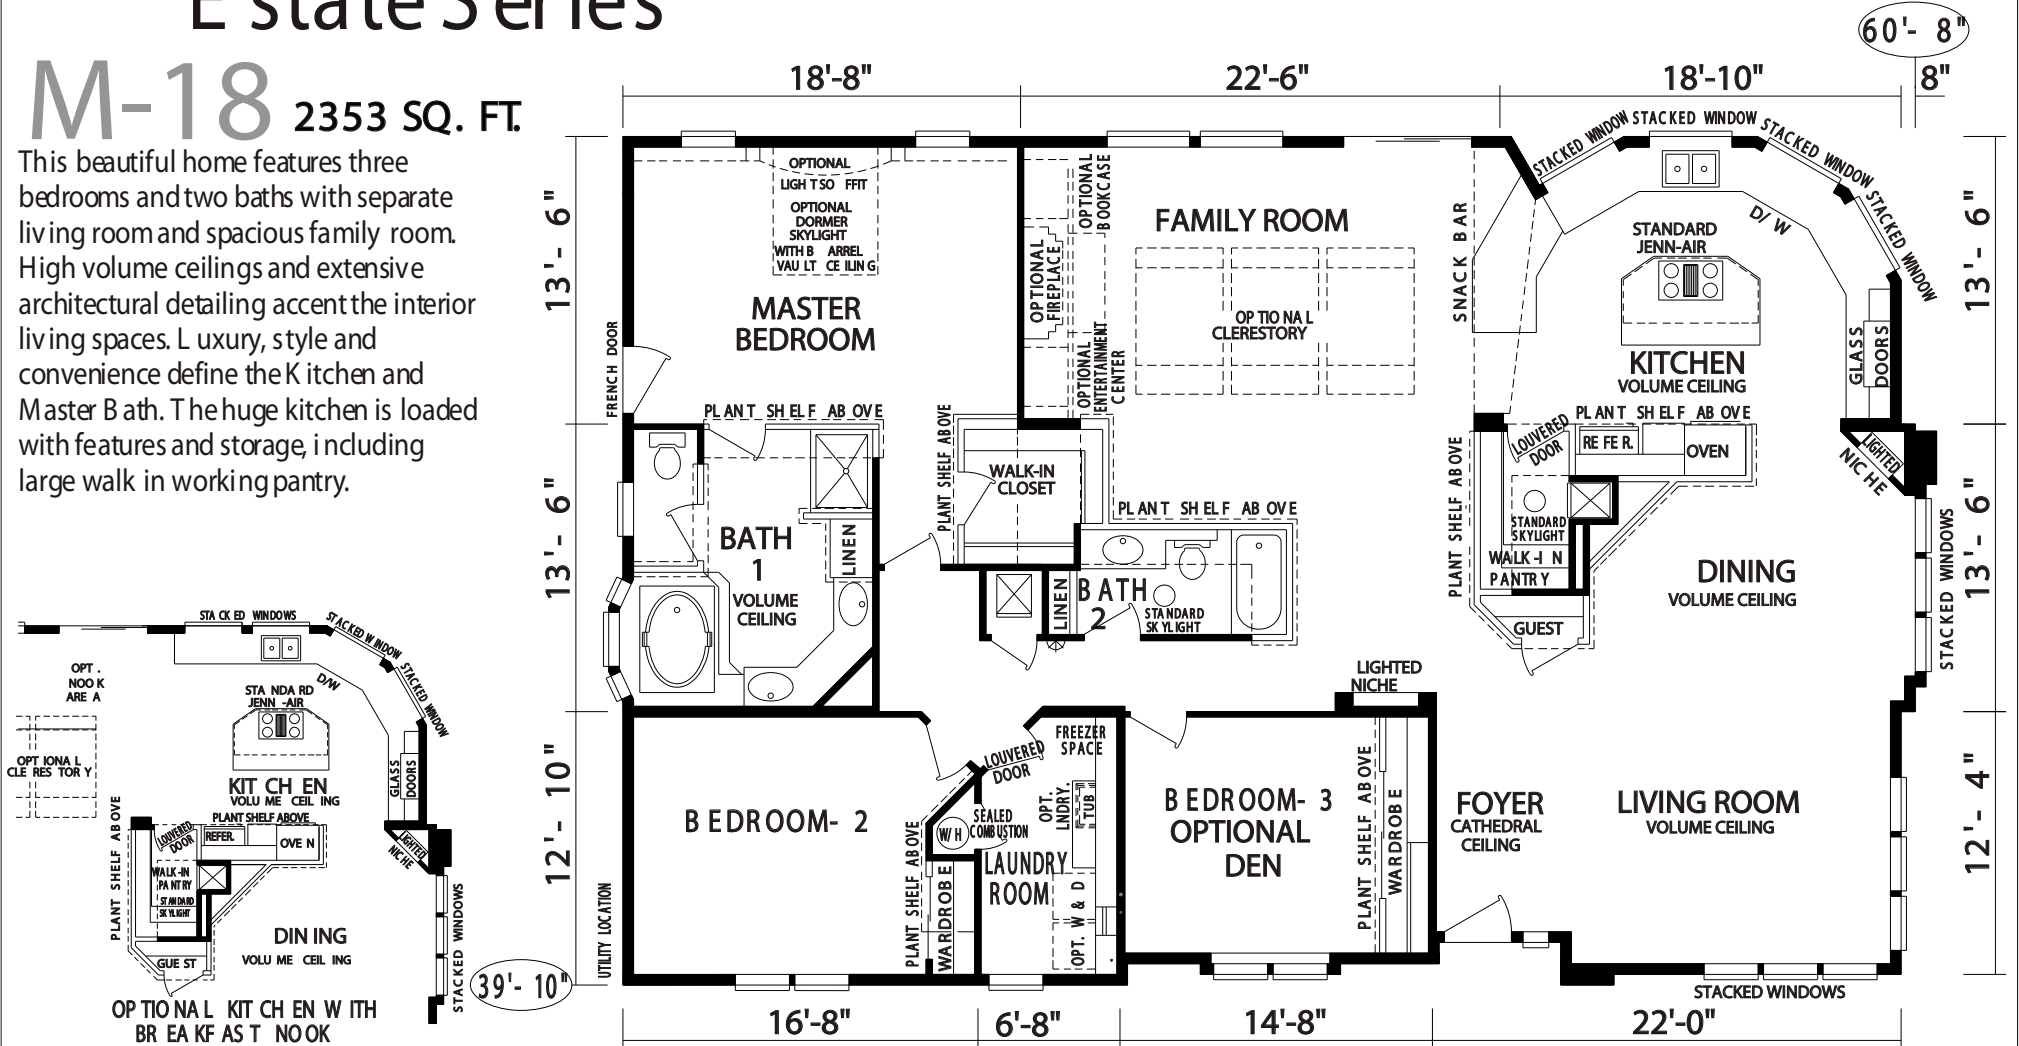 Estate Series
M-18 2353 SQ. FT.
This beautiful home features three
bedrooms and two baths with separate
living room and spacious family room.
High volume ceilings and extensive
architectural detailing accent the interior
living spaces. Luxury, style and
convenience define the Kitchen and
Master Bath. The huge kitchen is loaded
with features and storage, including
large walk in working pantry.
60'- 8"
18'-8"
22'-6"
18'-10"
8"
13'- 6"
13'- 6"
12'- 10"
39'- 10"
13'- 6"
13'- 6"
12'- 4"
16'-8"
6'-8"
14'-8"
22'-0"
OPTIONAL
LIGHT SOFFIT
OPTIONAL
DORMER
SKYLIGHT
WITH BARREL
VAULT CEILING
MASTER
BEDROOM
FRENCH DOOR
PLANT SHELF ABOVE
OPTIONAL
BOOKCASE
OPTIONAL
FIREPLACE
OPTIONAL
ENTERTAINMENT
CENTER
FAMILY ROOM
OPTIONAL
CLERESTORY
SNACK BAR
STACKED WINDOW
STACKED WINDOW
STACKED WINDOW
STACKED WINDOW
D/W
STANDARD
JENN-AIR
KITCHEN
VOLUME CEILING
GLASS
DOORS
PLANT SHELF ABOVE
LOUVERED
DOOR
REFER.
OVEN
LIGHTED
NICHE
PLANT SHELF ABOVE
STANDARD
SKYLIGHT
WALK-IN
PANTRY
GUEST
DINING
VOLUME CEILING
STACKED WINDOWS
PLANT SHELF ABOVE
WALK-IN
CLOSET
PLANT SHELF ABOVE
BATH
1
VOLUME
CEILING
LINEN
LINEN
BATH
2
STANDARD
SKYLIGHT
LIGHTED
NICHE
BEDROOM- 2
UTILITY LOCATION
PLANT SHELF ABOVE
WARDROBE
LOUVERED
DOOR
FREEZER
SPACE
SEALED
COMBUSTION
W/H
OPT.
LNDRY.
TUB
LAUNDRY
ROOM
OPT. W & D
BEDROOM- 3
OPTIONAL
DEN
PLANT SHELF ABOVE
WARDROBE
FOYER
CATHEDRAL
CEILING
LIVING ROOM
VOLUME CEILING
STACKED WINDOWS
STACKED WINDOWS
STACKED WINDOW
STACKED WINDOW
OPT.
NOOK
AREA
D/W
STANDARD
JENN-AIR
OPTIONAL
CLERESTORY
KITCHEN
VOLUME CEILING
GLASS
DOORS
PLANT SHELF ABOVE
PLANT SHELF ABOVE
LOUVERED
DOOR
REFER.
OVEN
LIGHTED
NICHE
WALK-IN
PANTRY
STANDARD
SKYLIGHT
GUEST
DINING
VOLUME CEILING
STACKED WINDOWS
OPTIONAL KITCHEN WITH
BREAKFAST NOOK